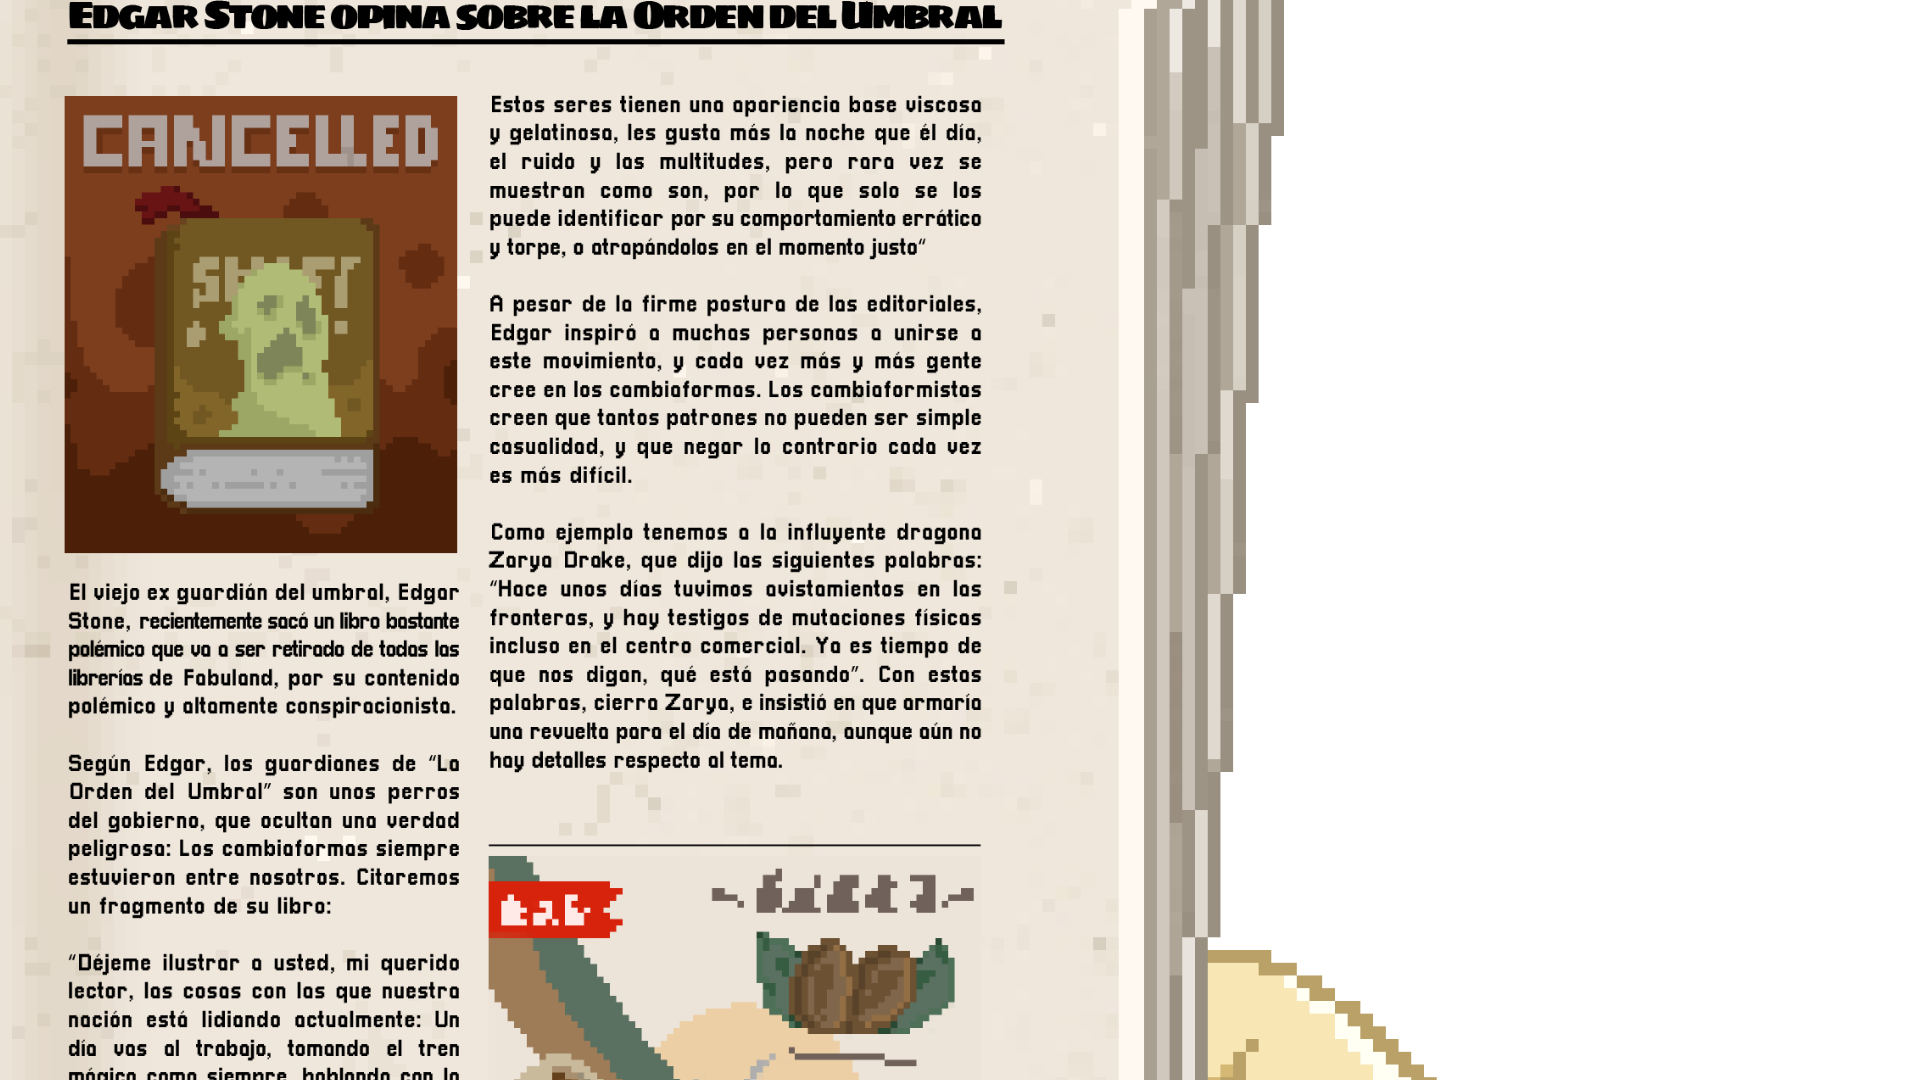 EDGAR STONE OPINA SOBRE LA ORDEN DEL UMBRAL
CANCELLED
El viejo ex guardián del umbral, Edgar
Stone, recientemente sacó un libro bastante
polémico que va a ser retirado de todas las
librerías de Fabuland, por su contenido
polémico y altamente conspiracionista.
Según Edgar, los guardianes de “La
Orden del Umbral” son unos perros
del gobierno, que ocultan una verdad
peligrosa: Los cambiaformas siempre
estuvieron entre nosotros. Citaremos
un fragmento de su libro:
“Déjeme ilustrar a usted, mi querido
lector, las cosas con las que nuestra
nación está lidiando actualmente: Un
día vas al trabajo, tomando el tren
mágico como siempre, hablando con la
Estos seres tienen una apariencia base viscosa
y gelatinosa, les gusta más la noche que él día,
el ruido y las multitudes, pero rara vez se
muestran como son, por lo que solo se los
puede identificar por su comportamiento errático
y torpe, o atrapándolos en el momento justo“
A pesar de la firme postura de las editoriales,
Edgar inspiró a muchas personas a unirse a
este movimiento, y cada vez más y más gente
cree en los cambiaformas. Los cambiaformistas
creen que tantos patrones no pueden ser simple
casualidad, y que negar lo contrario cada vez
es más difícil.
Como ejemplo tenemos a la influyente dragona
Zarya Drake, que dijo las siguientes palabras:
“Hace unos días tuvimos avistamientos en las
fronteras, y hay testigos de mutaciones físicas
incluso en el centro comercial. Ya es tiempo de
que nos digan, qué está pasando”. Con estas
palabras, cierra Zarya, e insistió en que armaría
una revuelta para el día de mañana, aunque aún no
hay detalles respecto al tema.